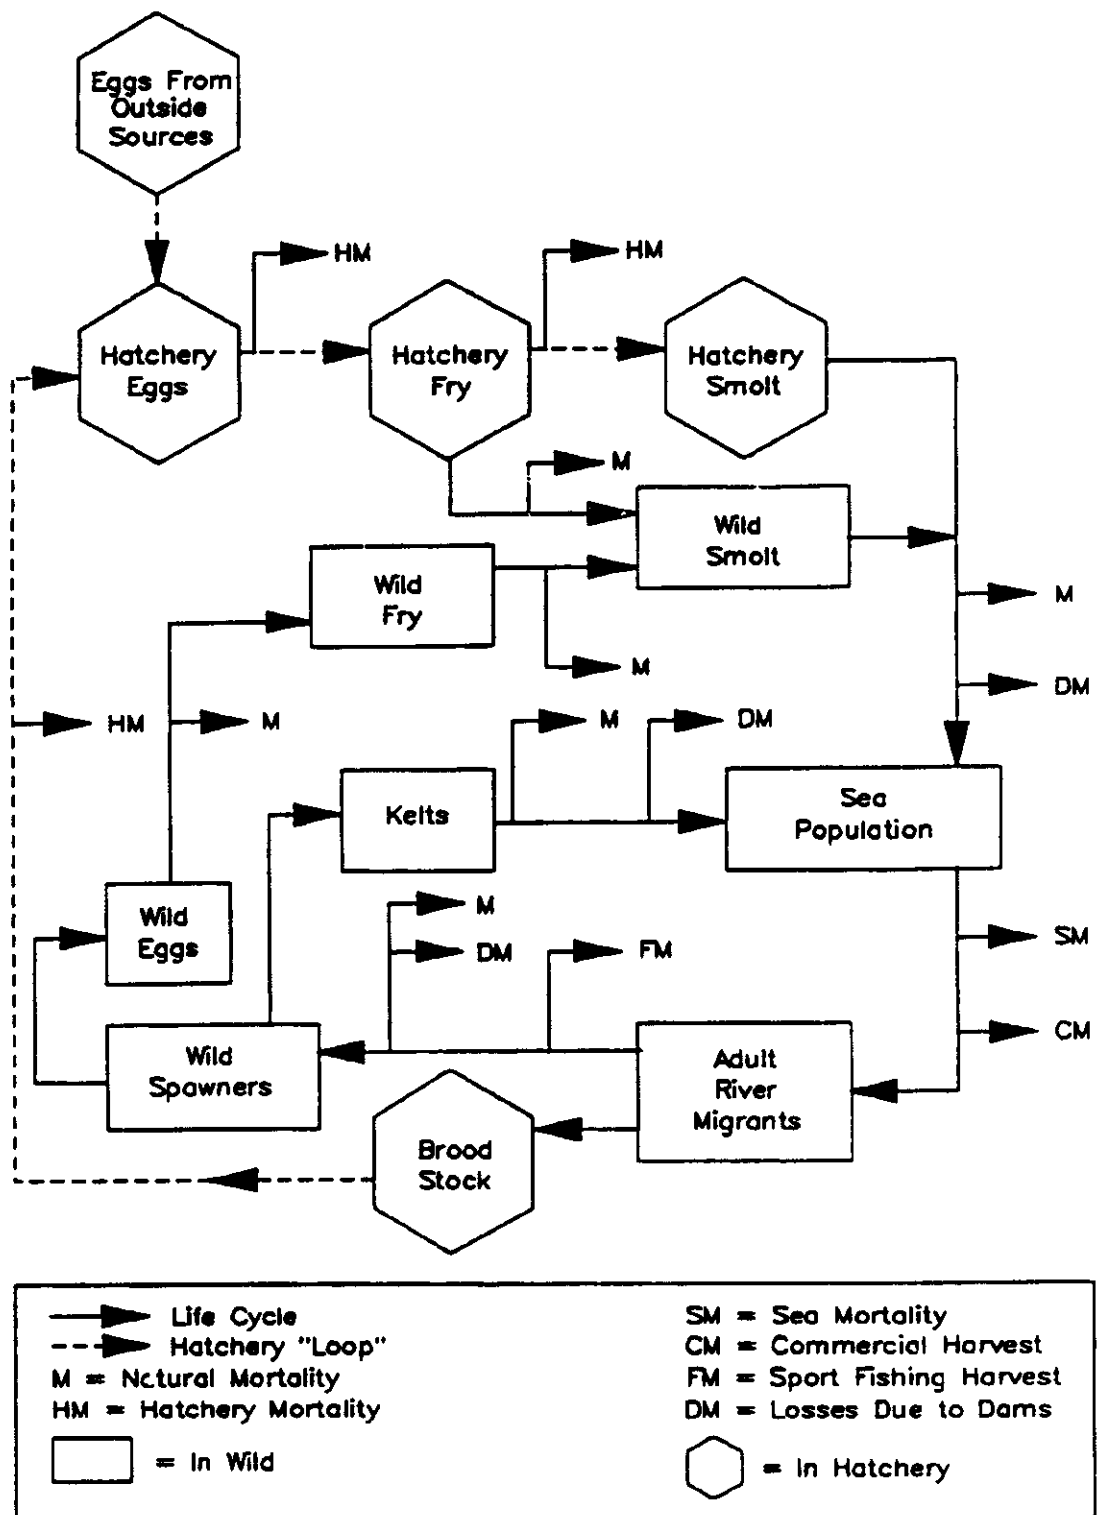 Eggs From
Outside
Sources
HM
HM
Hatchery
Eggs
Hatchery
Fry
Hatchery
Smolt
M
Wild
Smolt
Wild
Fry
M
M
DM
HM
M
M
DM
Kelts
Sea
Population
M
Wild
Eggs
DM
FM
SM
CM
Wild
Spawners
Adult
River
Migrants
Brood
Stock
Life Cycle
Hatchery "Loop"
M = Natural Mortality
HM = Hatchery Mortality
= In Wild
SM = Sea Mortality
CM = Commercial Harvest
FM = Sport Fishing Harvest
DM = Losses Due to Dams
= In Hatchery